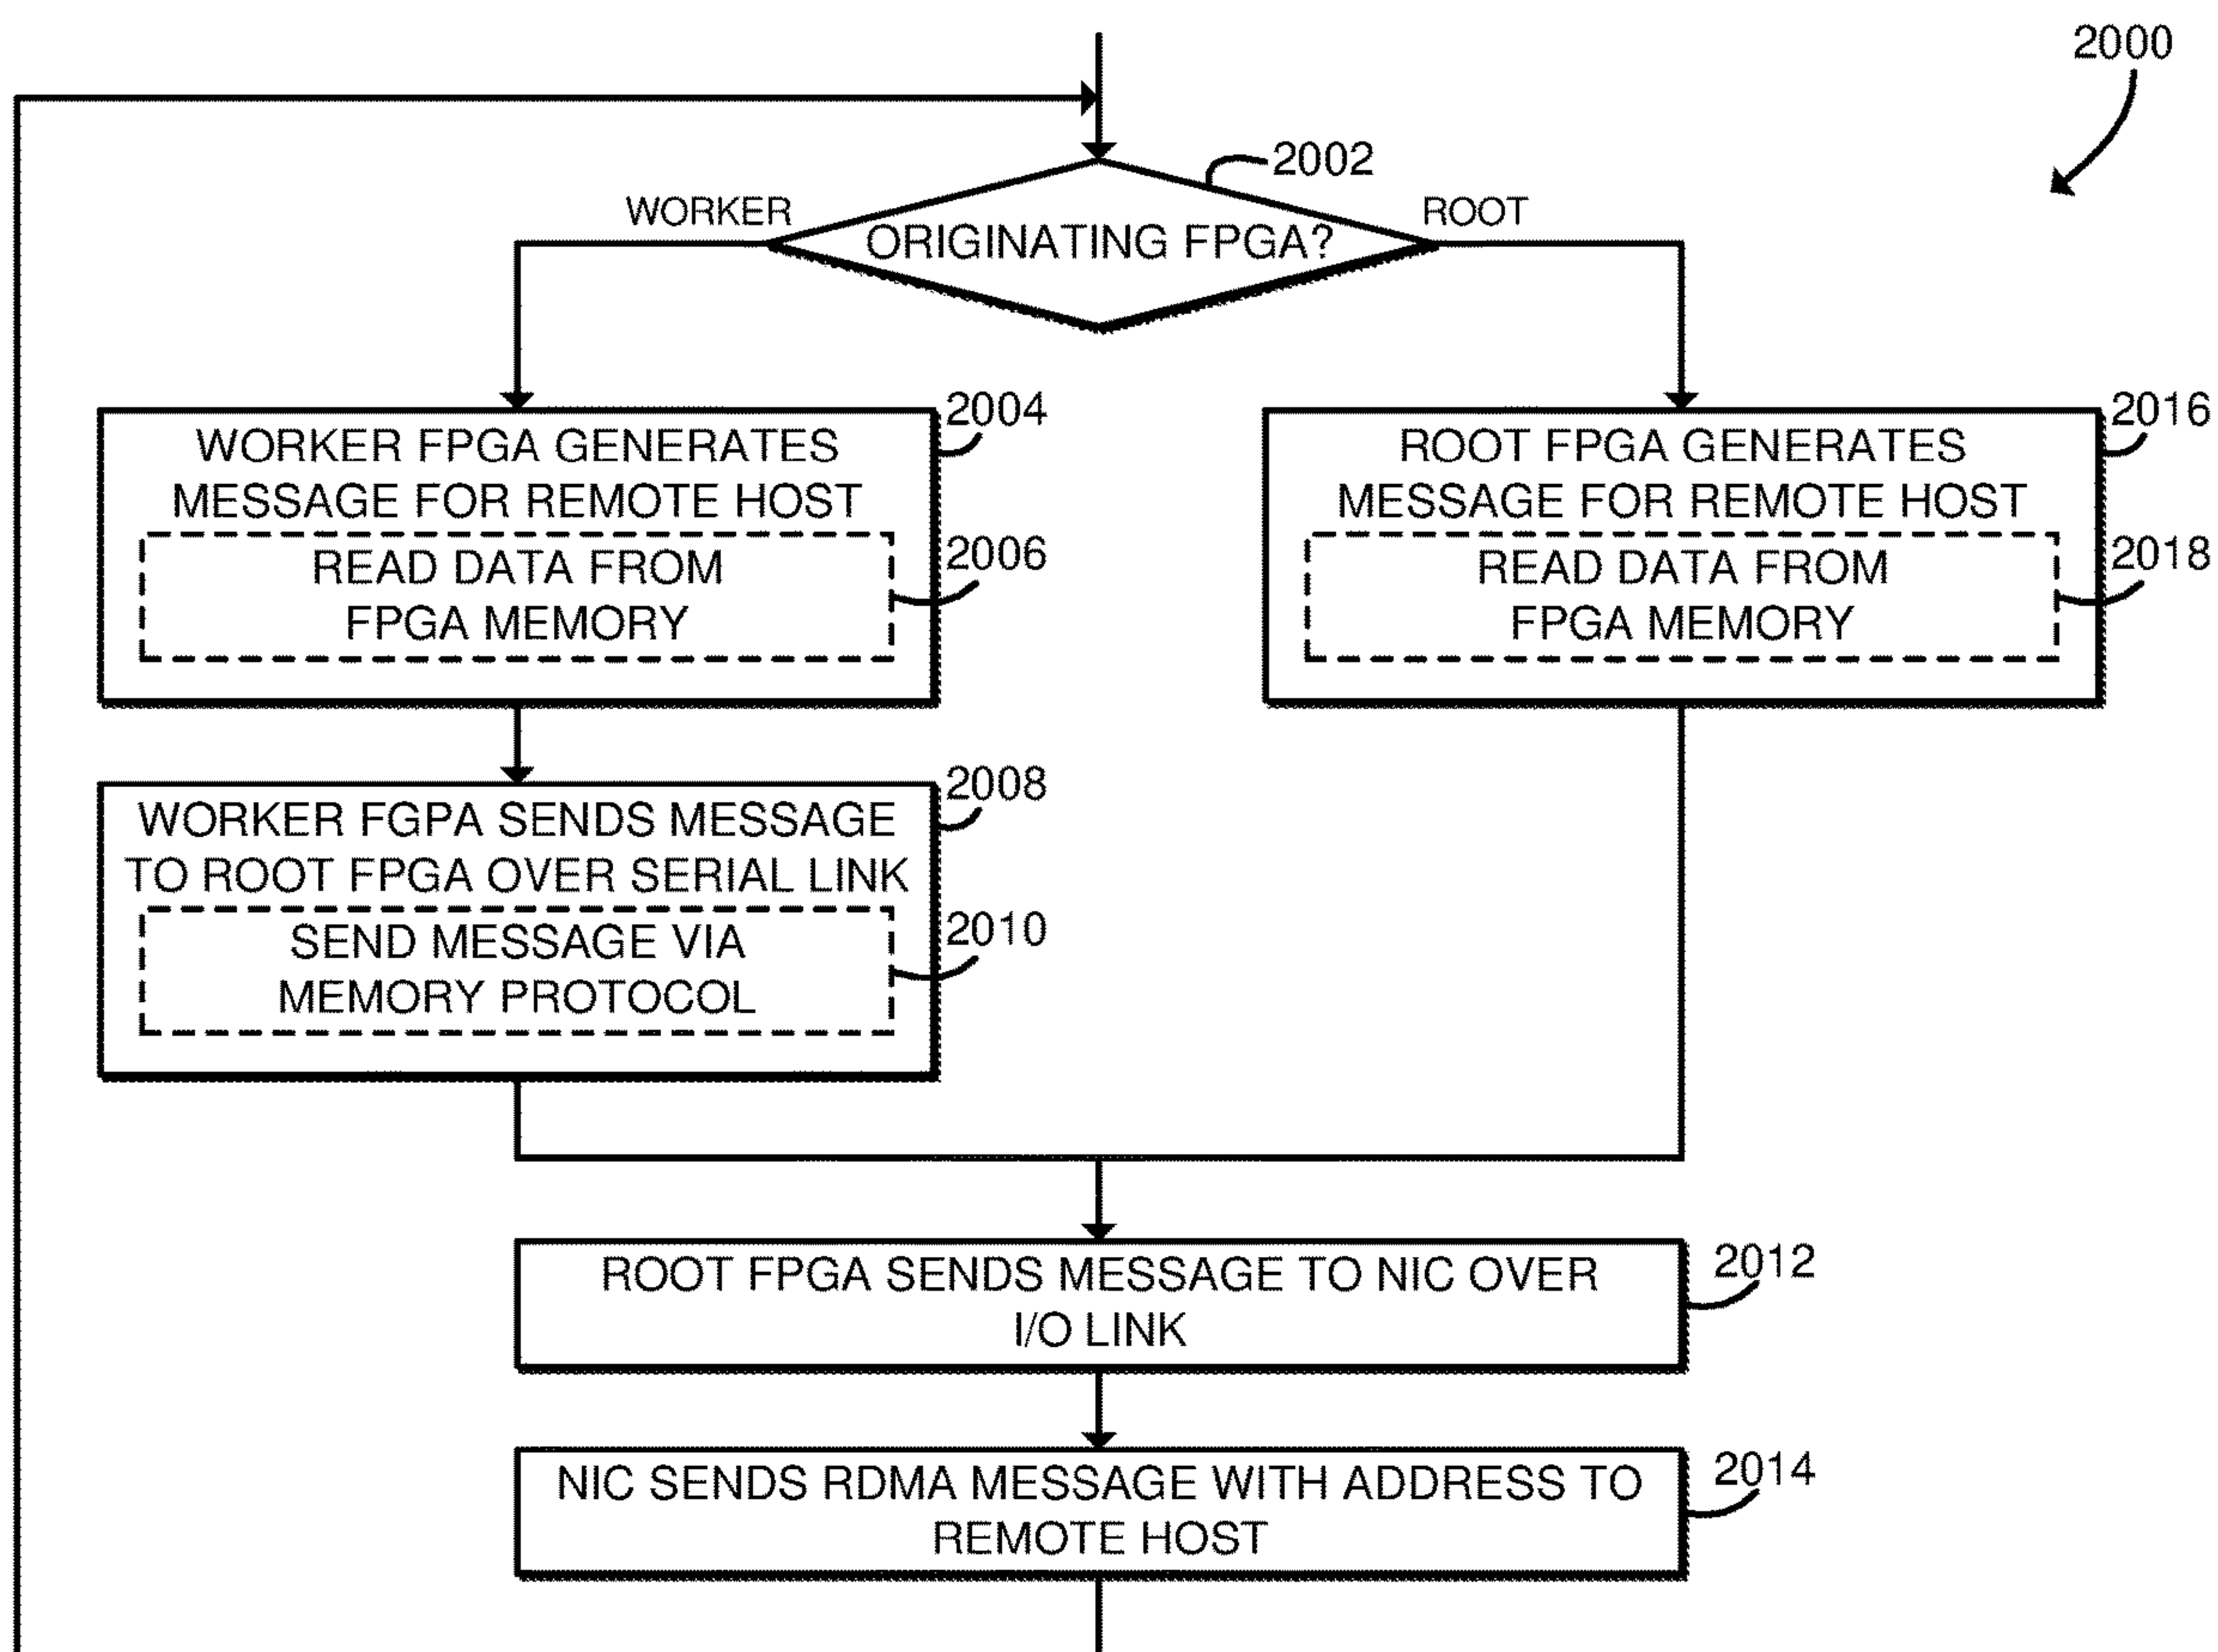 2000
2002
WORKER
ROOT
ORIGINATING FPGA?
2004
WORKER FPGA GENERATES
MESSAGE FOR REMOTE HOST
2006
READ DATA FROM
FPGA MEMORY
2016
ROOT FPGA GENERATES
MESSAGE FOR REMOTE HOST
2018
READ DATA FROM
FPGA MEMORY
2008
WORKER FGPA SENDS MESSAGE
TO ROOT FPGA OVER SERIAL LINK
2010
SEND MESSAGE VIA
MEMORY PROTOCOL
2012
ROOT FPGA SENDS MESSAGE TO NIC OVER
I/O LINK
2014
NIC SENDS RDMA MESSAGE WITH ADDRESS TO
REMOTE HOST